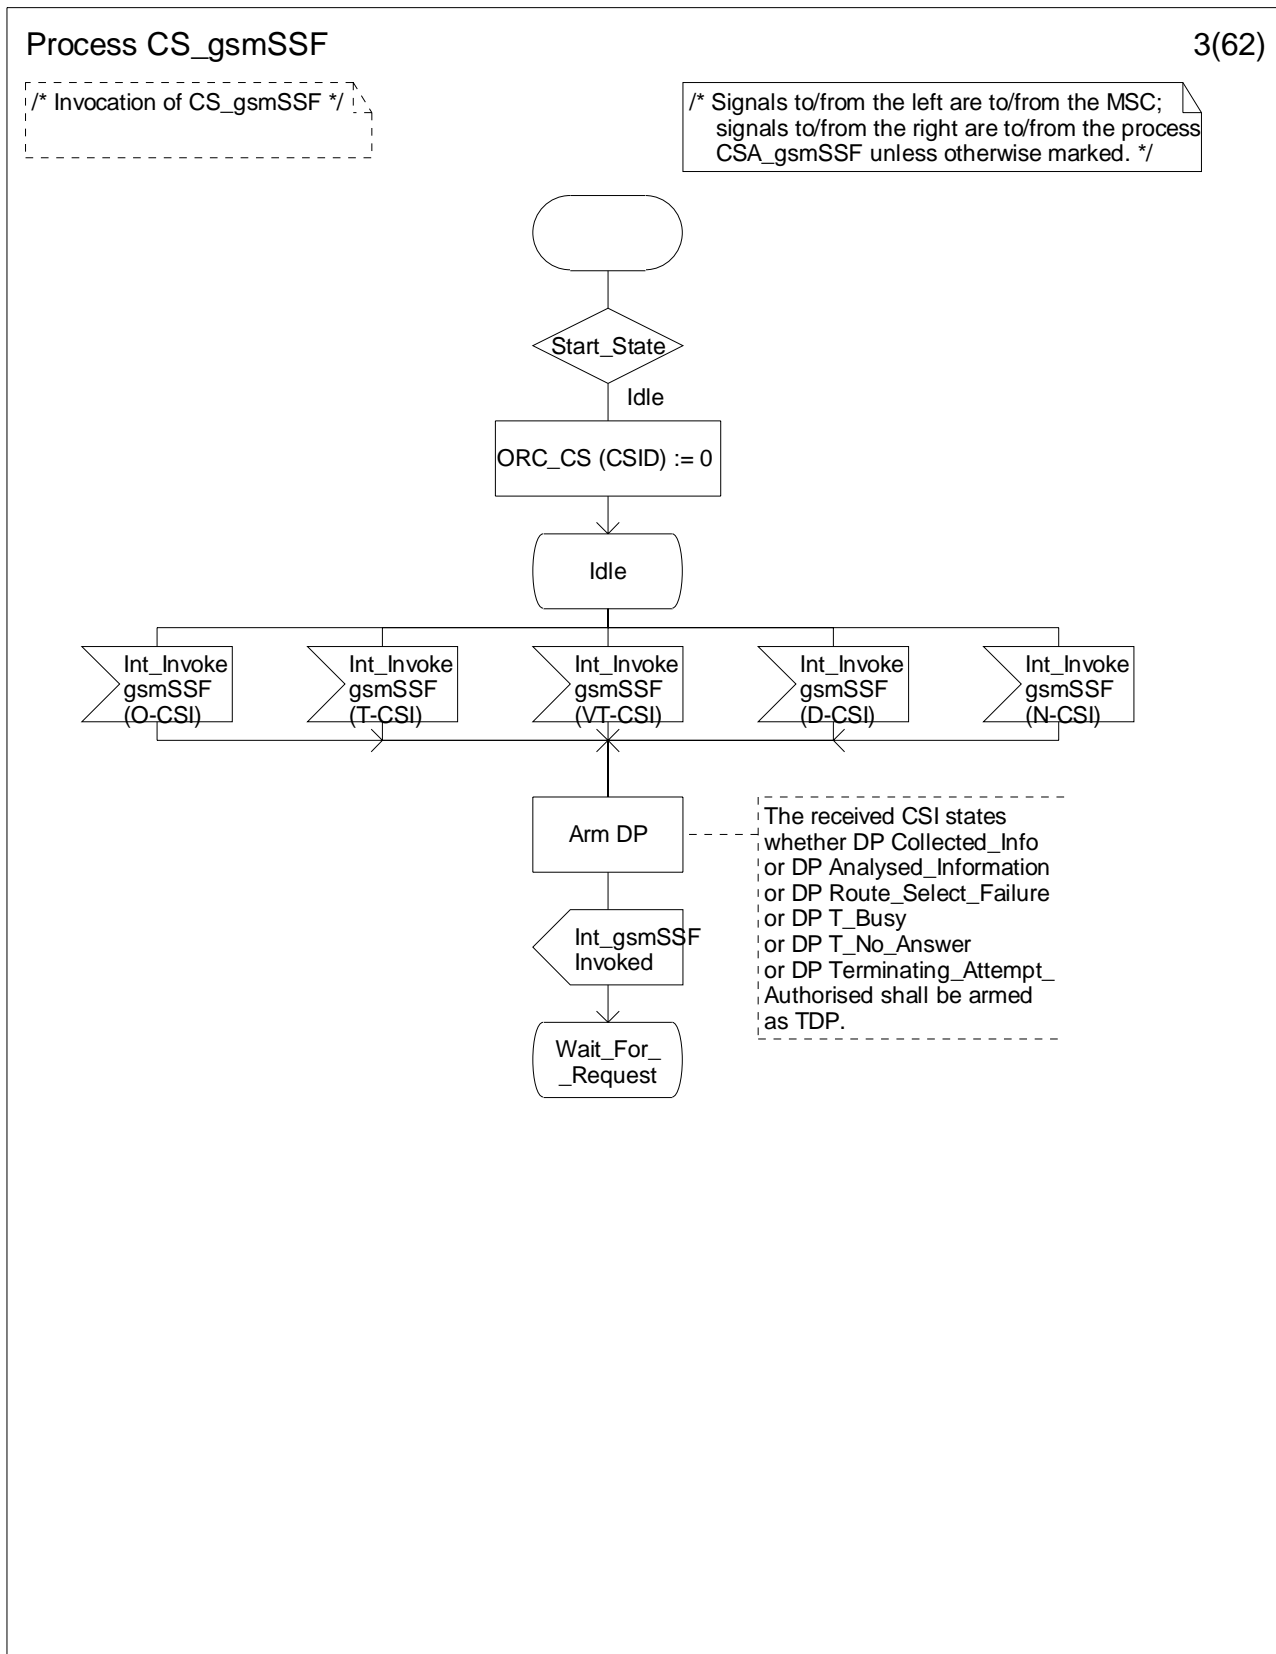 Process CS_gsmSSF
3(62)
/* Invocation of CS_gsmSSF */
/* Signals to/from the left are to/from the MSC;
signals to/from the right are to/from the process
CSA_gsmSSF unless otherwise marked. */
Start_State
Idle
ORC_CS (CSID) := 0
Idle
Int_Invoke
gsmSSF
(O-CSI)
Int_Invoke
gsmSSF
(T-CSI)
Int_Invoke
gsmSSF
(VT-CSI)
Int_Invoke
gsmSSF
(D-CSI)
Int_Invoke
gsmSSF
(N-CSI)
Arm DP
The received CSI states
whether DP Collected_Info
or DP Analysed_Information
or DP Route_Select_Failure
or DP T_Busy
or DP T_No_Answer
or DP Terminating_Attempt_
Authorised shall be armed
as TDP.
Int_gsmSSF
Invoked
Wait_For_
_Request